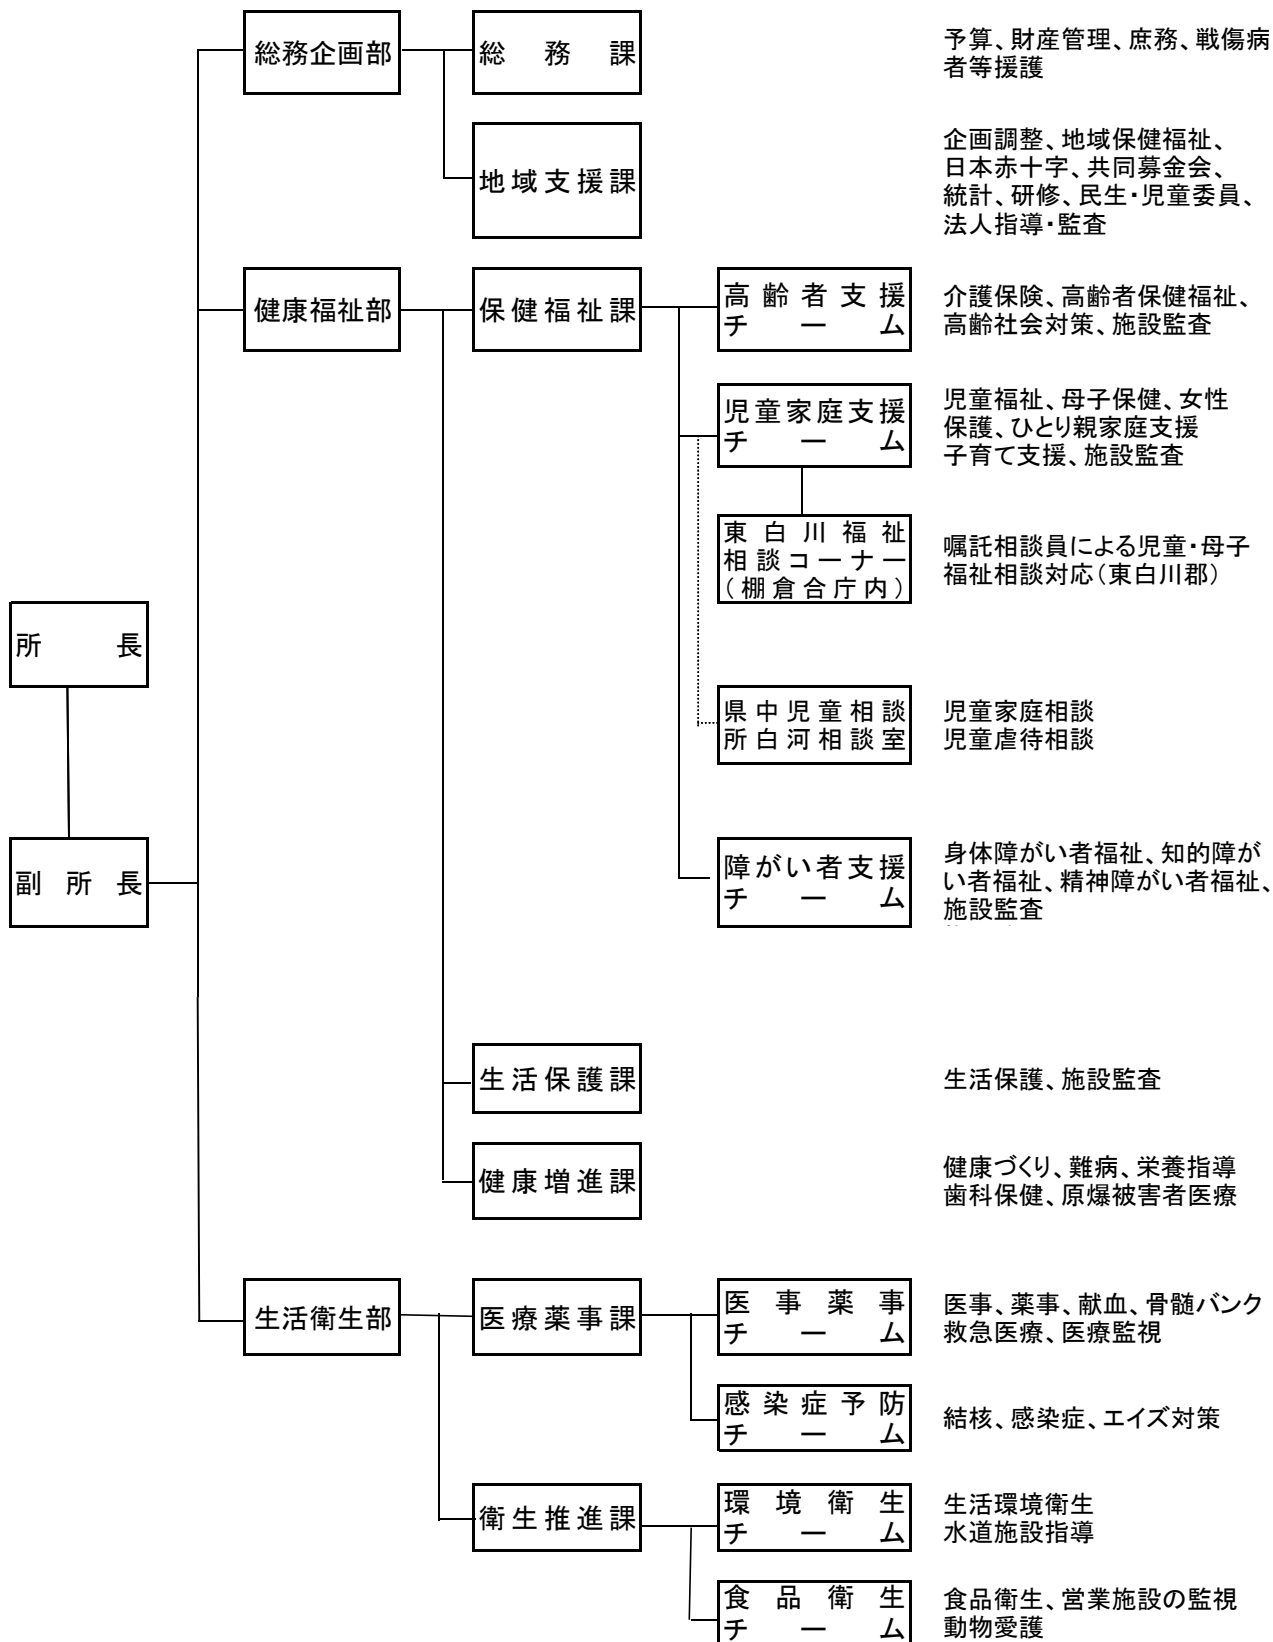 総務企画部
総務課
予算、財産管理、庶務、戦傷病
者等援護
地域支援課
企画調整、地域保健福祉、
日本赤十字、共同募金会、
統計、研修、民生・児童委員、
法人指導・監査
健康福祉部
保健福祉課
高齢者支援
チーム
介護保険、高齢者保健福祉、
高齢社会対策、施設監査
児童家庭支援
チーム
児童福祉、母子保健、女性
保護、ひとり親家庭支援
子育て支援、施設監査
東白川福祉
相談コーナー
（棚倉合庁内）
嘱託相談員による児童・母子
福祉相談対応（東白川郡）
所長
県中児童相談
所白河相談室
児童家庭相談
児童虐待相談
副所長
障がい者支援
チーム
身体障がい者福祉、知的障が
い者福祉、精神障がい者福祉、
施設監査
生活保護課
生活保護、施設監査
健康増進課
健康づくり、難病、栄養指導
歯科保健、原爆被害者医療
生活衛生部
医療薬事課
医事薬事
チーム
医事、薬事、献血、骨髄バンク
救急医療、医療監視
感染症予防
チーム
結核、感染症、エイズ対策
衛生推進課
環境衛生
チーム
生活環境衛生
水道施設指導
食品衛生
チーム
食品衛生、営業施設の監視
動物愛護